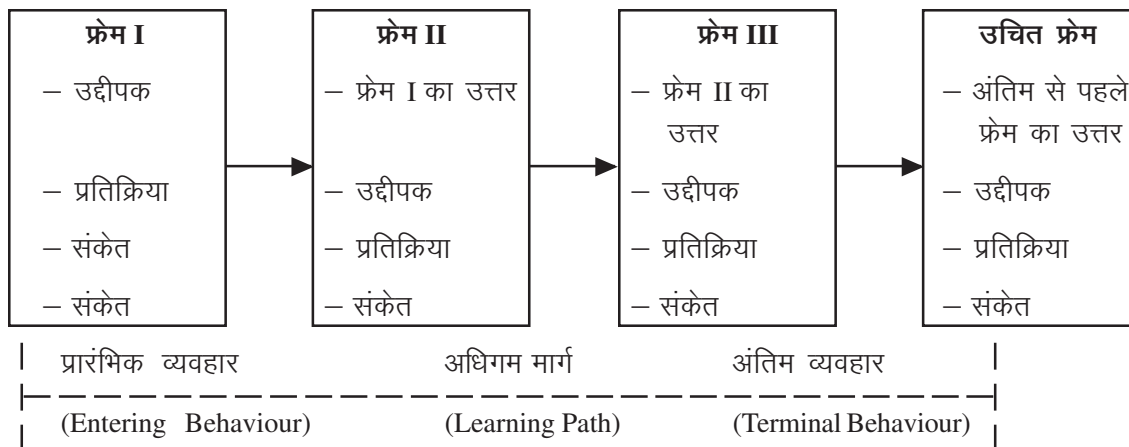 फ्रेम I
– उद्दीपक
– प्रतिक्रिया
– संकेत
– संकेत
फ्रेम II
– फ्रेम I का उत्तर
– उद्दीपक
– प्रतिक्रिया
– संकेत
फ्रेम III
– फ्रेम II का
उत्तर
– उद्दीपक
– प्रतिक्रिया
– संकेत
उचित फ्रेम
– अंतिम से पहले
फ्रेम का उत्तर
– उद्दीपक
– प्रतिक्रिया
– संकेत
प्रारंभिक व्यवहार अधिगम मार्ग अंतिम व्यवहार
(Entering Behaviour) (Learning Path) (Terminal Behaviour)